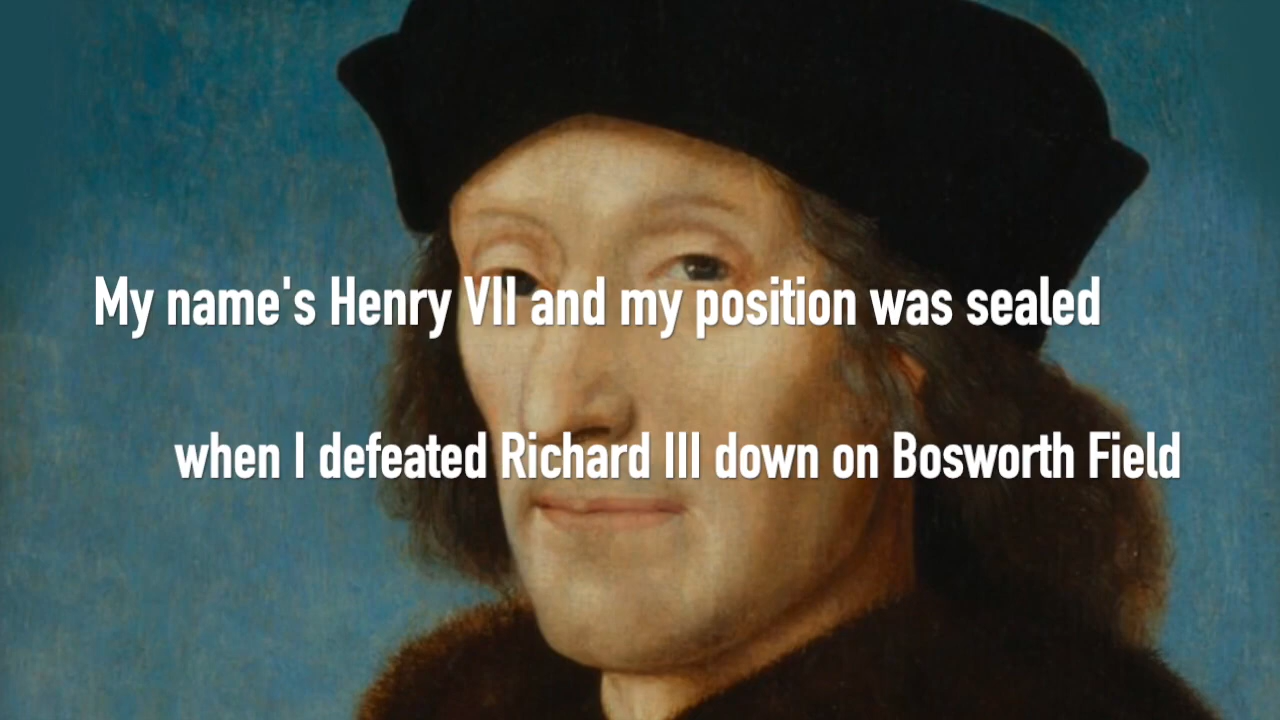 My name's Henry VII and my position was sealed
when I defeated Richard III down on Bosworth Field